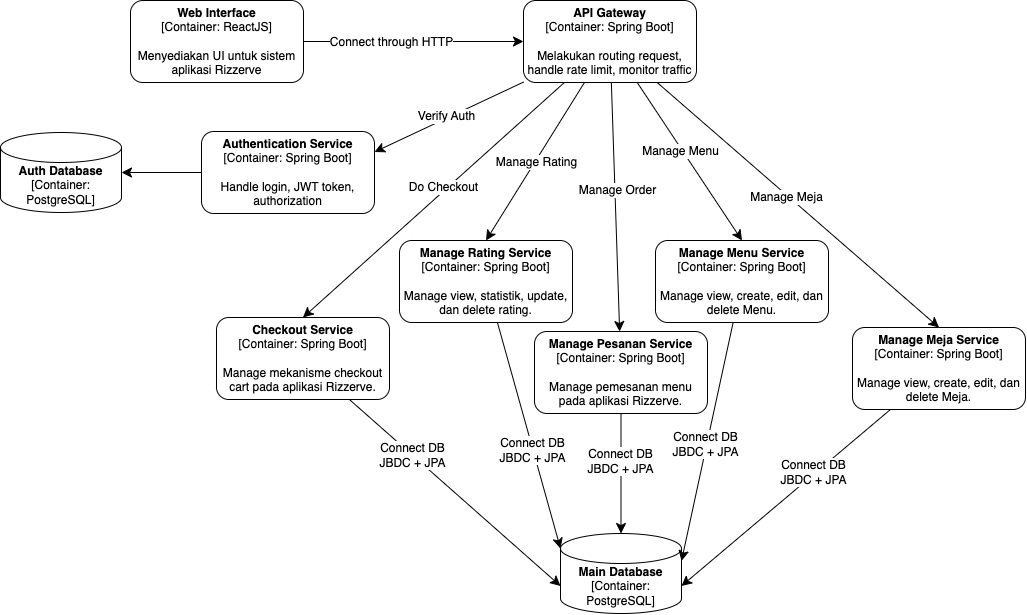 Web Interface
[Container: ReactJS]
Menyediakan UI untuk sistem
aplikasi Rizzerve
Connect through HTTP
API Gateway
[Container: Spring Boot]
Melakukan routing request,
handle rate limit, monitor traffic
Verify Auth
Authentication Service
[Container: Spring Boot]
Handle login, JWT token,
authorization
Auth Database
[Container:
PostgreSQL]
Do Checkout
Manage Rating
Manage Order
Manage Menu
Manage Meja
Manage Rating Service
[Container: Spring Boot]
Manage view, statistik, update,
dan delete rating.
Manage Menu Service
[Container: Spring Boot]
Manage view, create, edit, dan
delete Menu.
Checkout Service
[Container: Spring Boot]
Manage mekanisme checkout
cart pada aplikasi Rizzerve.
Manage Pesanan Service
[Container: Spring Boot]
Manage pemesanan menu
pada aplikasi Rizzerve.
Manage Meja Service
[Container: Spring Boot]
Manage view, create, edit, dan
delete Meja.
Connect DB
JBDC + JPA
Connect DB
JBDC + JPA
Connect DB
JBDC + JPA
Connect DB
JBDC + JPA
Connect DB
JBDC + JPA
Main Database
[Container:
PostgreSQL]